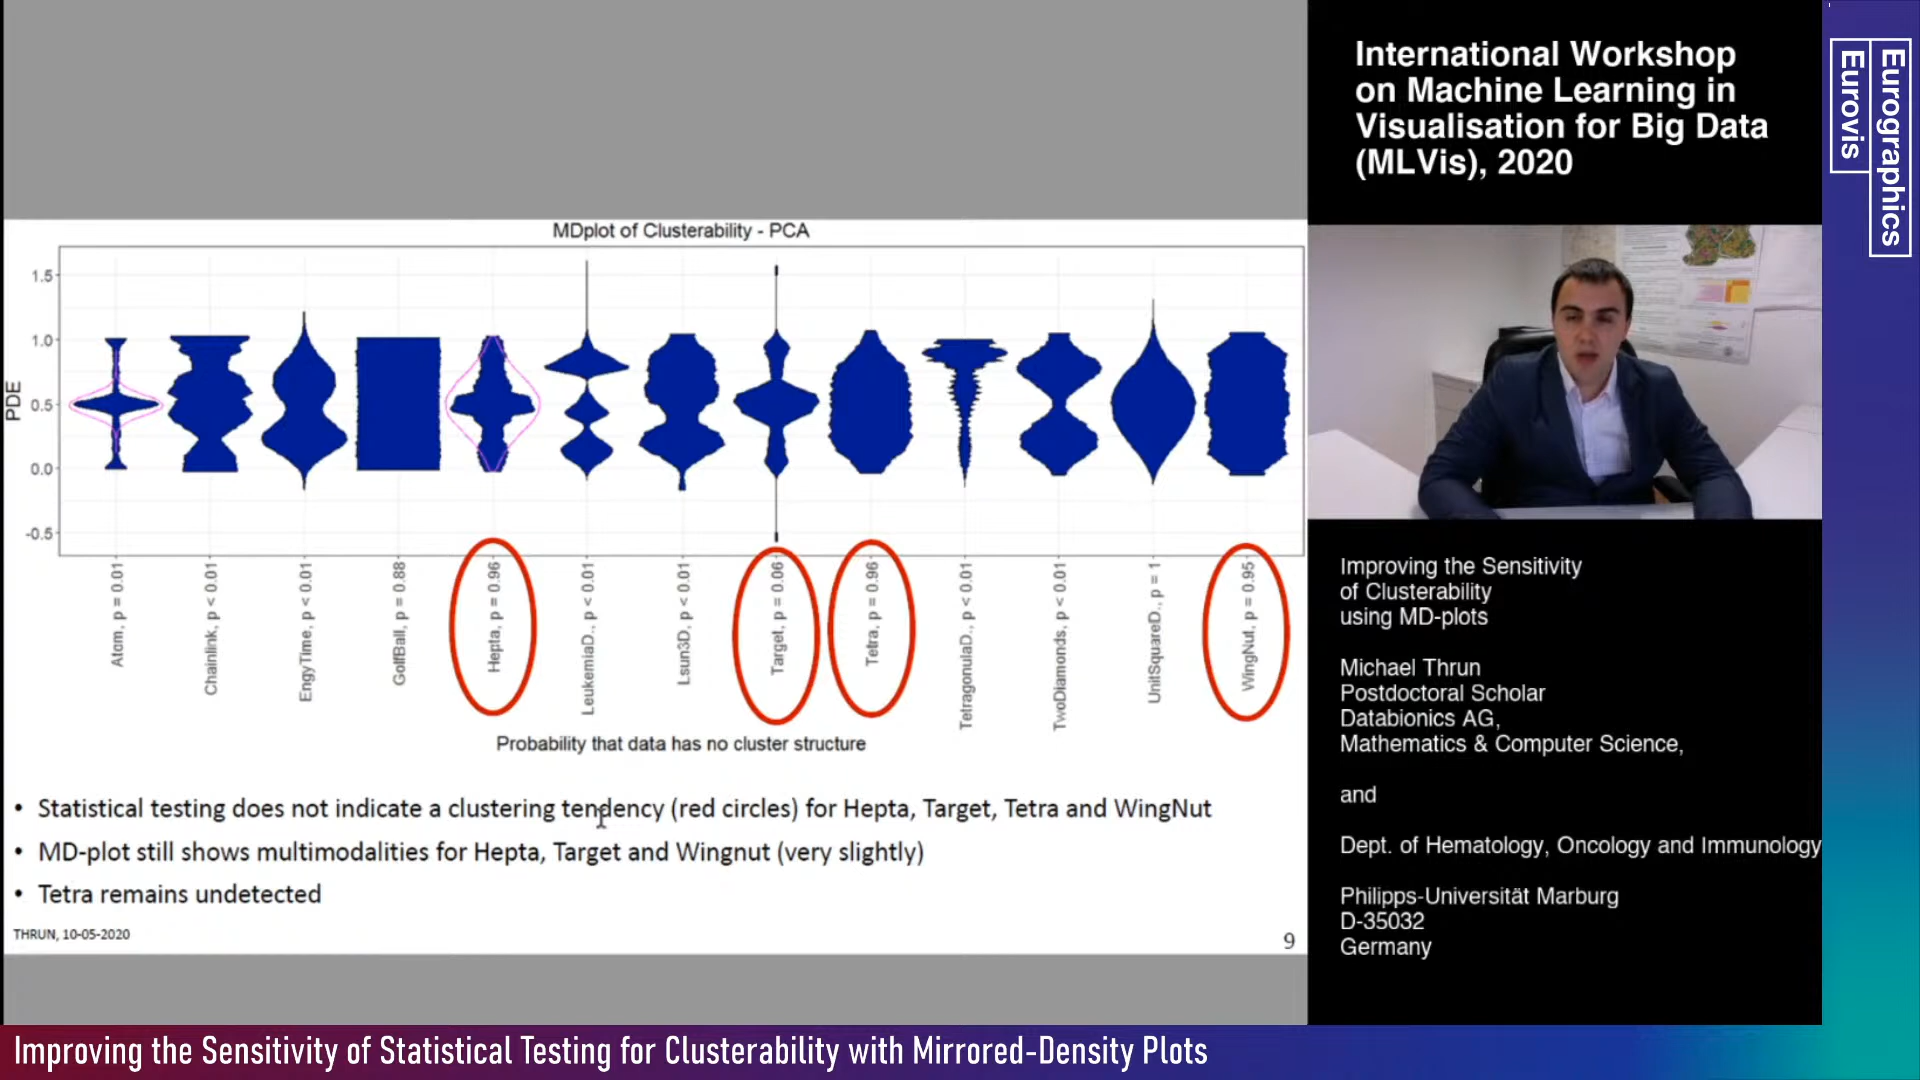 MDplot of Clusterability - PCA
PDE
1.5
1.0
0.5
0.0
-0.5
Atom, p = 0.01
Chainlink, p < 0.01
EngyTime, p < 0.01
GolfBall, p = 0.88
Hepta, p = 0.96
LeukemiaD., p < 0.01
Lsun3D, p < 0.01
Target, p = 0.06
Tetra, p = 0.96
TetragonulaD., p < 0.01
TwoDiamonds, p < 0.01
UnitSquareD., p = 1
WingNut, p = 0.95
Probability that data has no cluster structure
• Statistical testing does not indicate a clustering tendency (red circles) for Hepta, Target, Tetra and WingNut
• MD-plot still shows multimodalities for Hepta, Target and Wingnut (very slightly)
• Tetra remains undetected
THRUN, 10-05-2020
9
International Workshop
on Machine Learning in
Visualisation for Big Data
(MLVis), 2020
Improving the Sensitivity
of Clusterability
using MD-plots
Michael Thrun
Postdoctoral Scholar
Databionics AG,
Mathematics & Computer Science,
and
Dept. of Hematology, Oncology and Immunology
Philipps-Universität Marburg
D-35032
Germany
Eurographics
Eurovis
Improving the Sensitivity of Statistical Testing for Clusterability with Mirrored-Density Plots